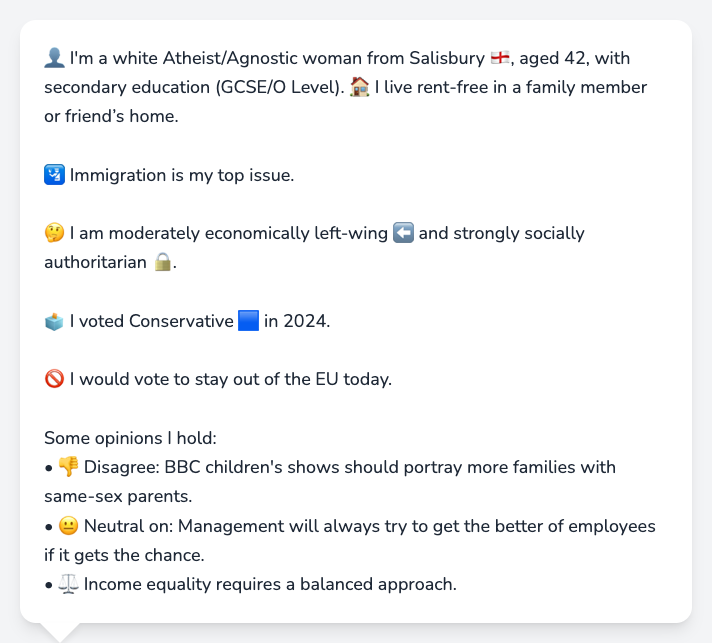 👤 I'm a white Atheist/Agnostic woman from Salisbury 🏴󠁧󠁢󠁥󠁮󠁧󠁿, aged 42, with
secondary education (GCSE/O Level). 🏠 I live rent-free in a family member
or friend’s home.
🛂 Immigration is my top issue.
🤔 I am moderately economically left-wing ⬅️ and strongly socially
authoritarian 🔒.
🗳️ I voted Conservative 🟦 in 2024.
🚫 I would vote to stay out of the EU today.
Some opinions I hold:
• 👎 Disagree: BBC children's shows should portray more families with
same-sex parents.
• 😐 Neutral on: Management will always try to get the better of employees
if it gets the chance.
• ⚖️ Income equality requires a balanced approach.